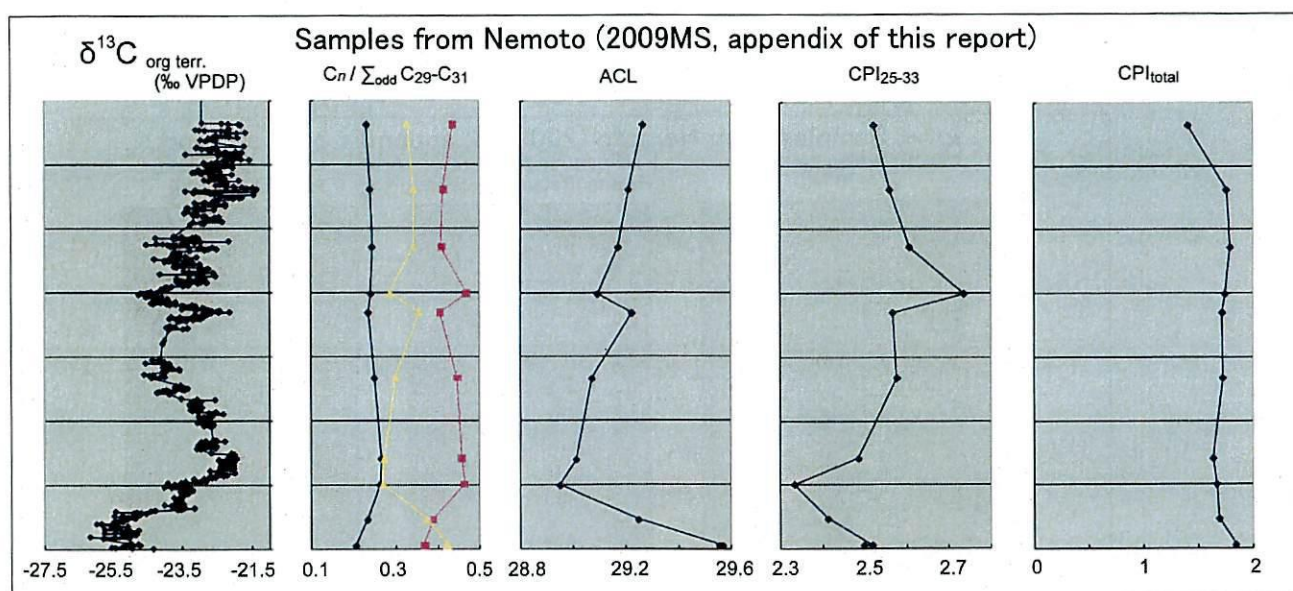 Samples from Nemoto (2009MS, appendix of this report)
δ13C org terr.
(‰ VPDP)
Cn / ∑odd C29-C31
ACL
CPI25-33
CPItotal
-27.5 -25.5 -23.5 -21.5
0.1 0.3 0.5
28.8 29.2 29.6
2.3 2.5 2.7
0 1 2